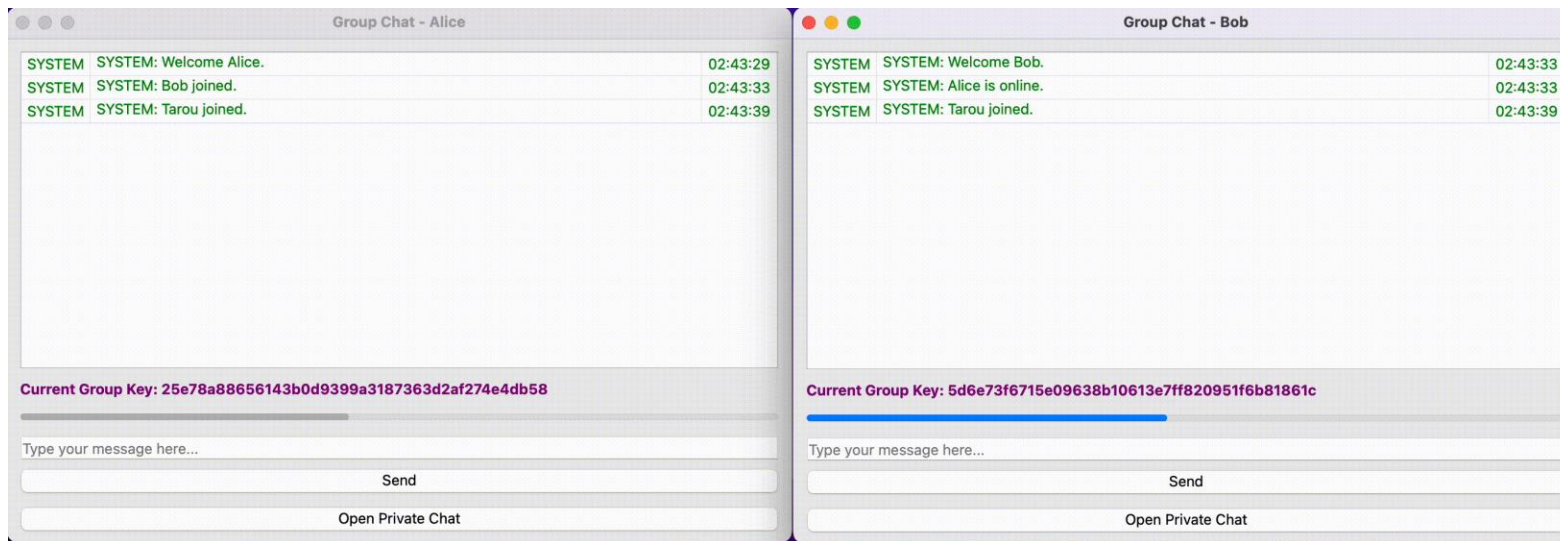 Group Chat - Alice
SYSTEM SYSTEM: Welcome Alice. 02:43:29
SYSTEM SYSTEM: Bob joined. 02:43:33
SYSTEM SYSTEM: Tarou joined. 02:43:39
Current Group Key: 25e78a88656143b0d9399a3187363d2af274e4db58
Type your message here...
Send
Open Private Chat
Group Chat - Bob
SYSTEM SYSTEM: Welcome Bob. 02:43:33
SYSTEM SYSTEM: Alice is online. 02:43:33
SYSTEM SYSTEM: Tarou joined. 02:43:39
Current Group Key: 5d6e73f6715e09638b10613e7ff820951f6b81861c
Type your message here...
Send
Open Private Chat